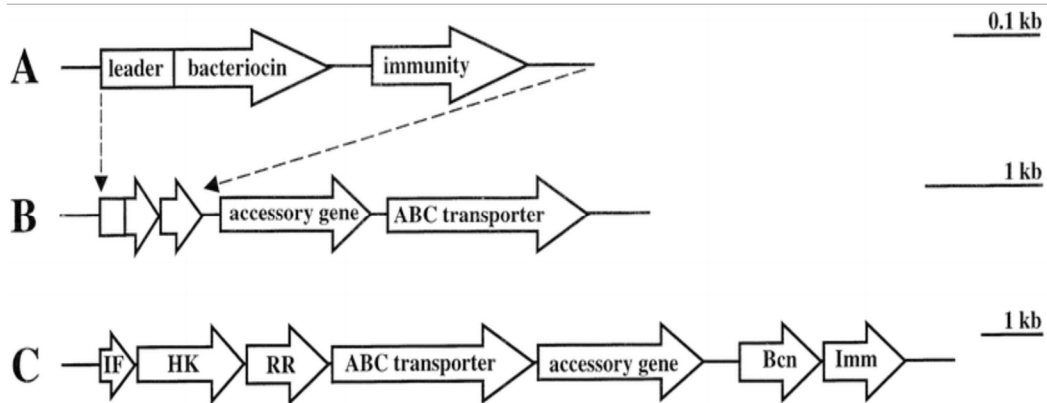 0.1 kb
A leader bacteriocin immunity
1 kb
B accessory gene ABC transporter
1 kb
C IF HK RR ABC transporter accessory gene Bcn Imm